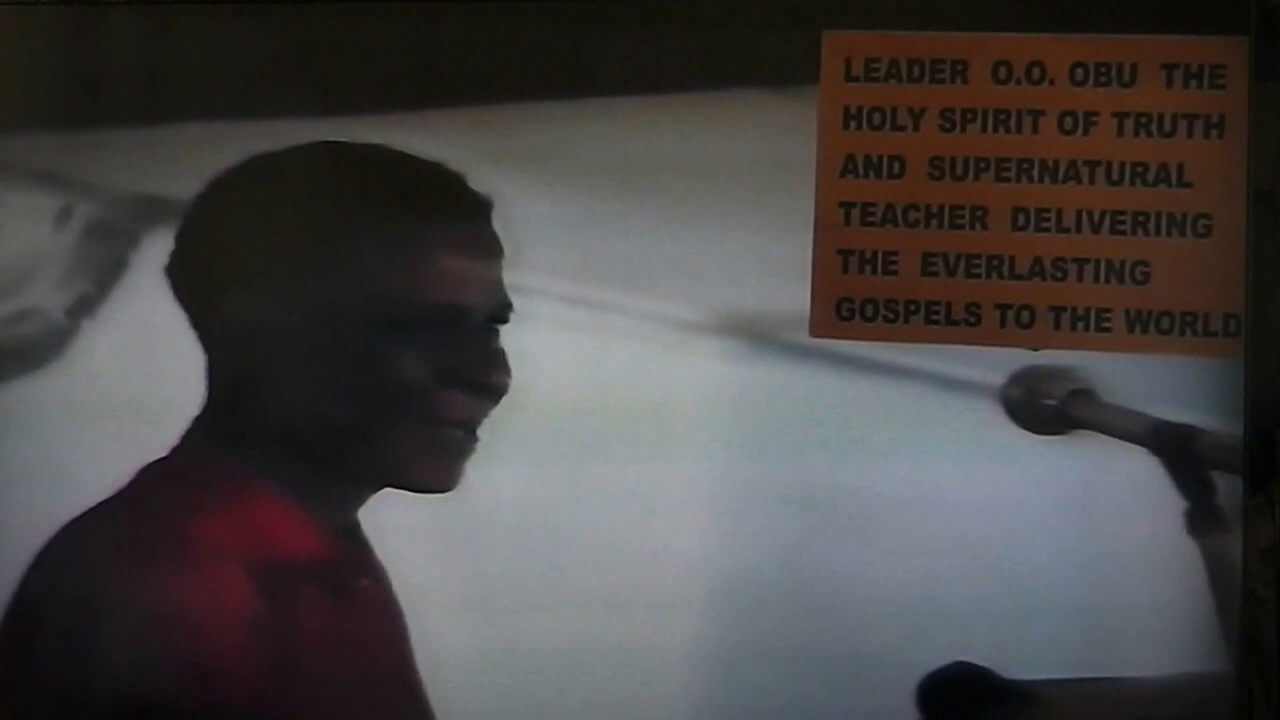 LEADER O.O. OBU THE
HOLY SPIRIT OF TRUTH
AND SUPERNATURAL
TEACHER DELIVERING
THE EVERLASTING
GOSPELS TO THE WORLD